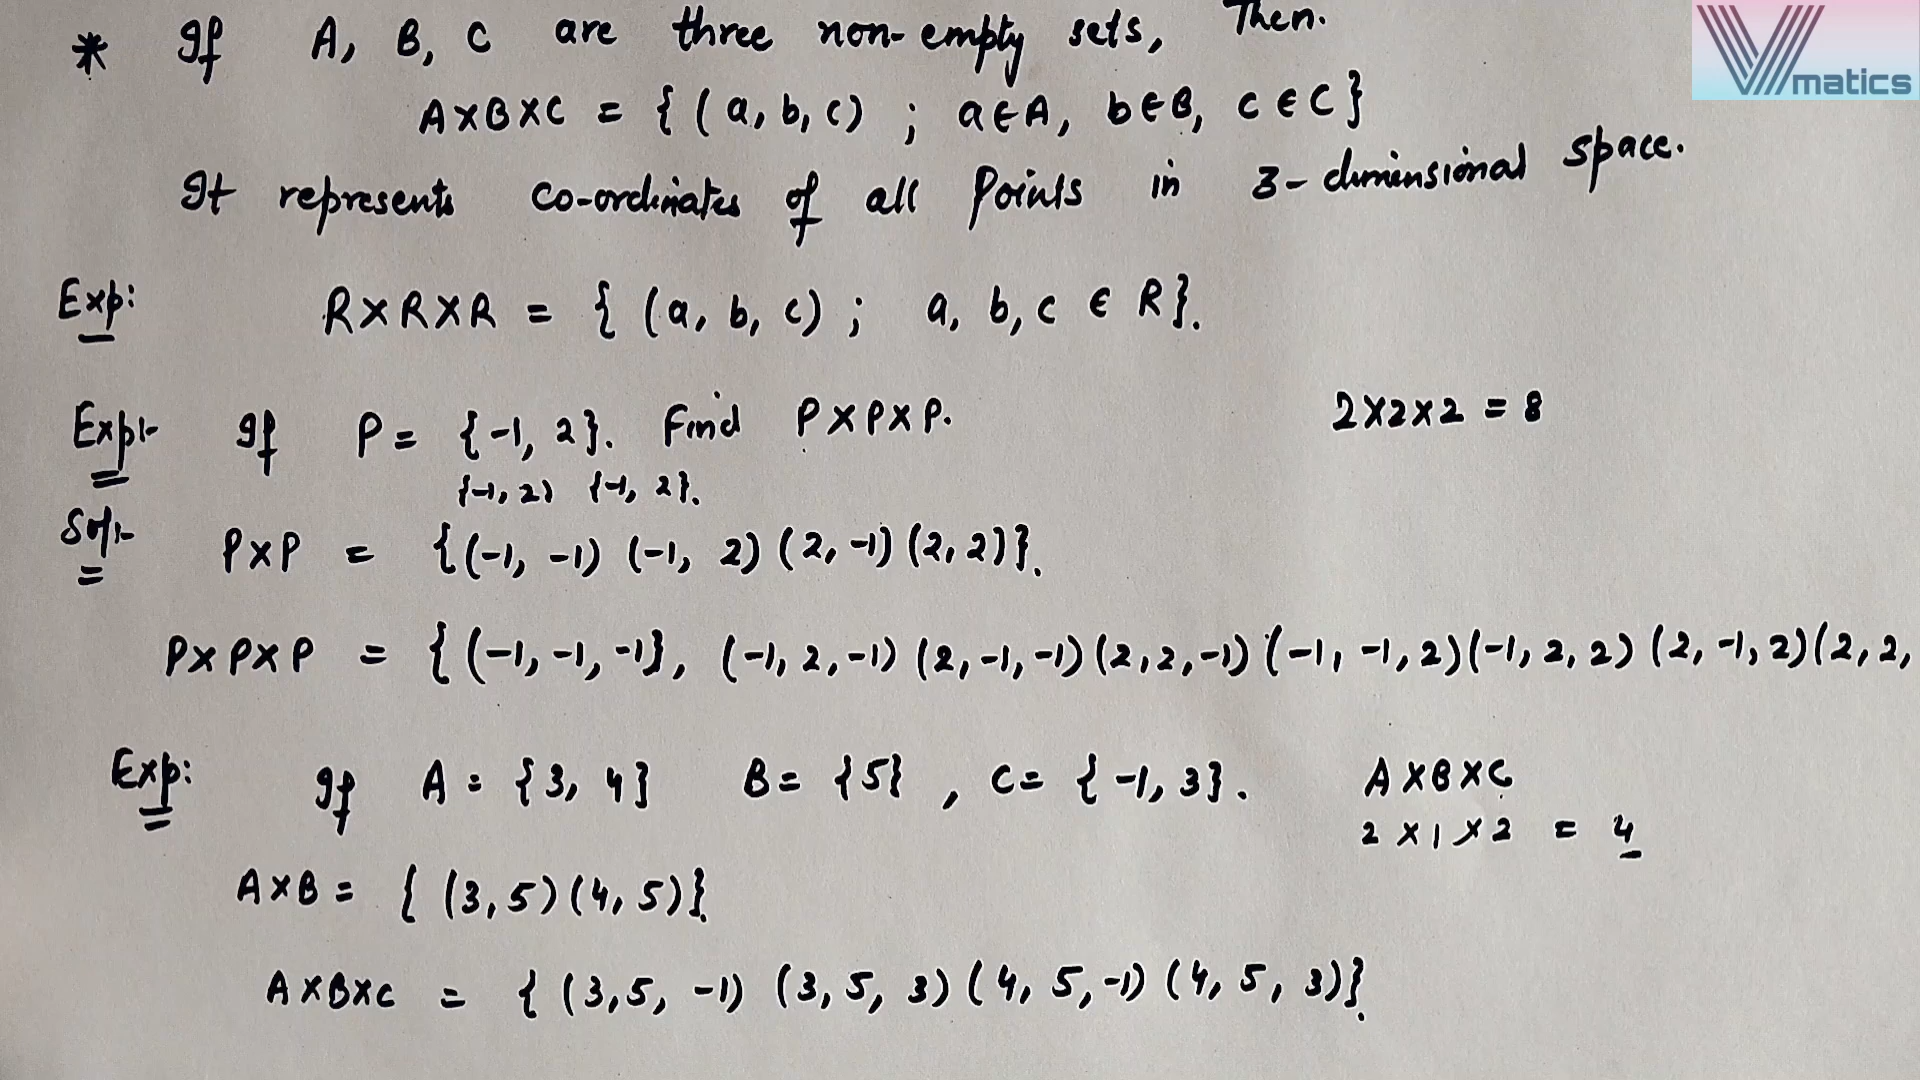 * If A, B, C are three non-empty sets, Then.
Vmatics
A×B×C = { (a, b, c) ; a∈A, b∈B, c∈C}
It represents co-ordinates of all Points in 3-dimensional space.
Exp: R×R×R = { (a, b, c) ; a, b, c ∈ R}.
Exp:- If P = {-1, 2}. Find P×P×P. 2×2×2 = 8
{-1, 2} {-1, 2}.
Sol:- P×P = {(-1, -1) (-1, 2) (2, -1) (2, 2)}.
P×P×P = { (-1, -1, -1}, (-1, 2, -1) (2, -1, -1) (2, 2, -1) (-1, -1, 2) (-1, 2, 2) (2, -1, 2) (2, 2,
Exp: If A = {3, 4} B = {5} , C = { -1, 3}. A×B×C
2 × 1 × 2 = 4
A×B = { (3, 5) (4, 5)}.
A×B×C = { (3, 5, -1) (3, 5, 3) (4, 5, -1) (4, 5, 3)}.